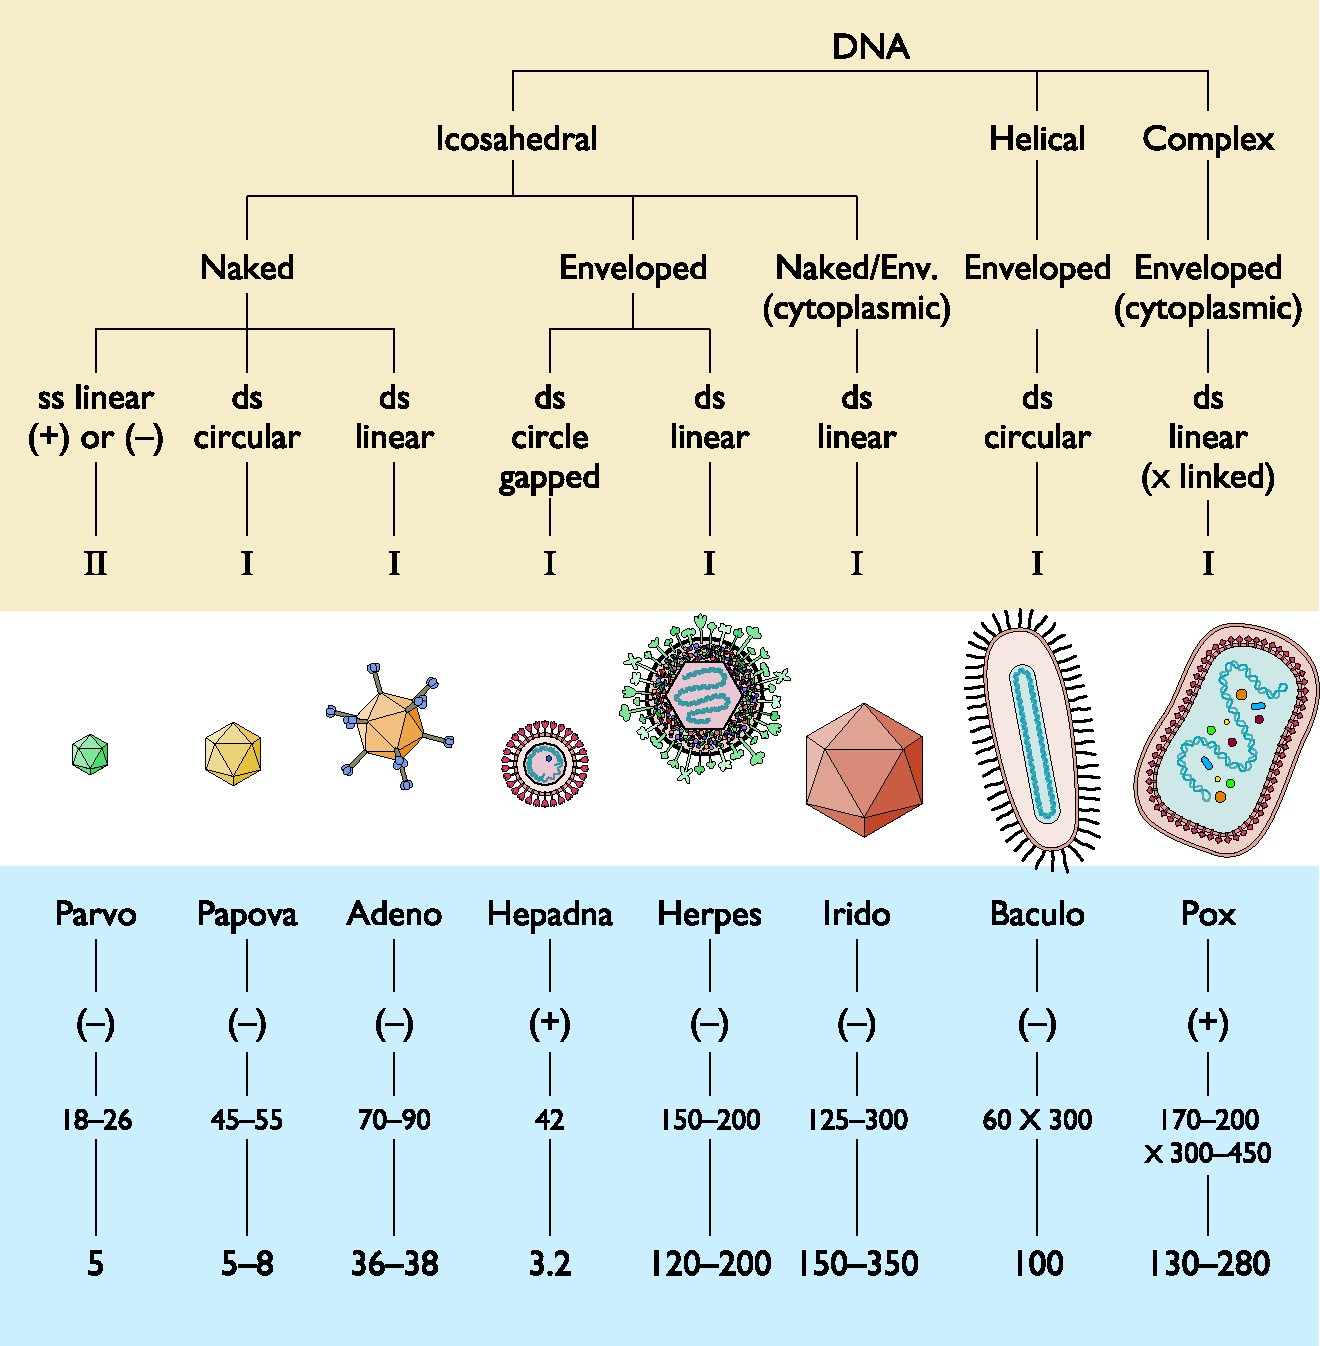 DNA
Icosahedral Helical Complex
Naked Enveloped Naked/Env. Enveloped Enveloped
(cytoplasmic) (cytoplasmic)
ss linear ds ds ds ds ds ds ds
(+) or (–) circular linear circle linear linear circular linear
gapped (x linked)
II I I I I I I I
Parvo Papova Adeno Hepadna Herpes Irido Baculo Pox
(–) (–) (–) (+) (–) (–) (–) (+)
18–26 45–55 70–90 42 150–200 125–300 60 X 300 170–200
X 300–450
5 5–8 36–38 3.2 120–200 150–350 100 130–280